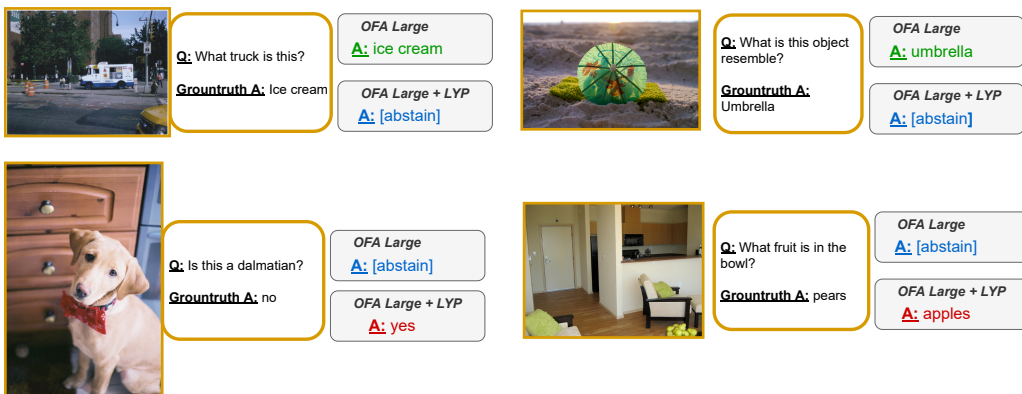 Q: What truck is this?
Grountruth A: Ice cream
OFA Large
A: ice cream
OFA Large + LYP
A: [abstain]
Q: What is this object
resemble?
Grountruth A:
Umbrella
OFA Large
A: umbrella
OFA Large + LYP
A: [abstain]
Q: Is this a dalmatian?
Grountruth A: no
OFA Large
A: [abstain]
OFA Large + LYP
A: yes
Q: What fruit is in the
bowl?
Grountruth A: pears
OFA Large
A: [abstain]
OFA Large + LYP
A: apples